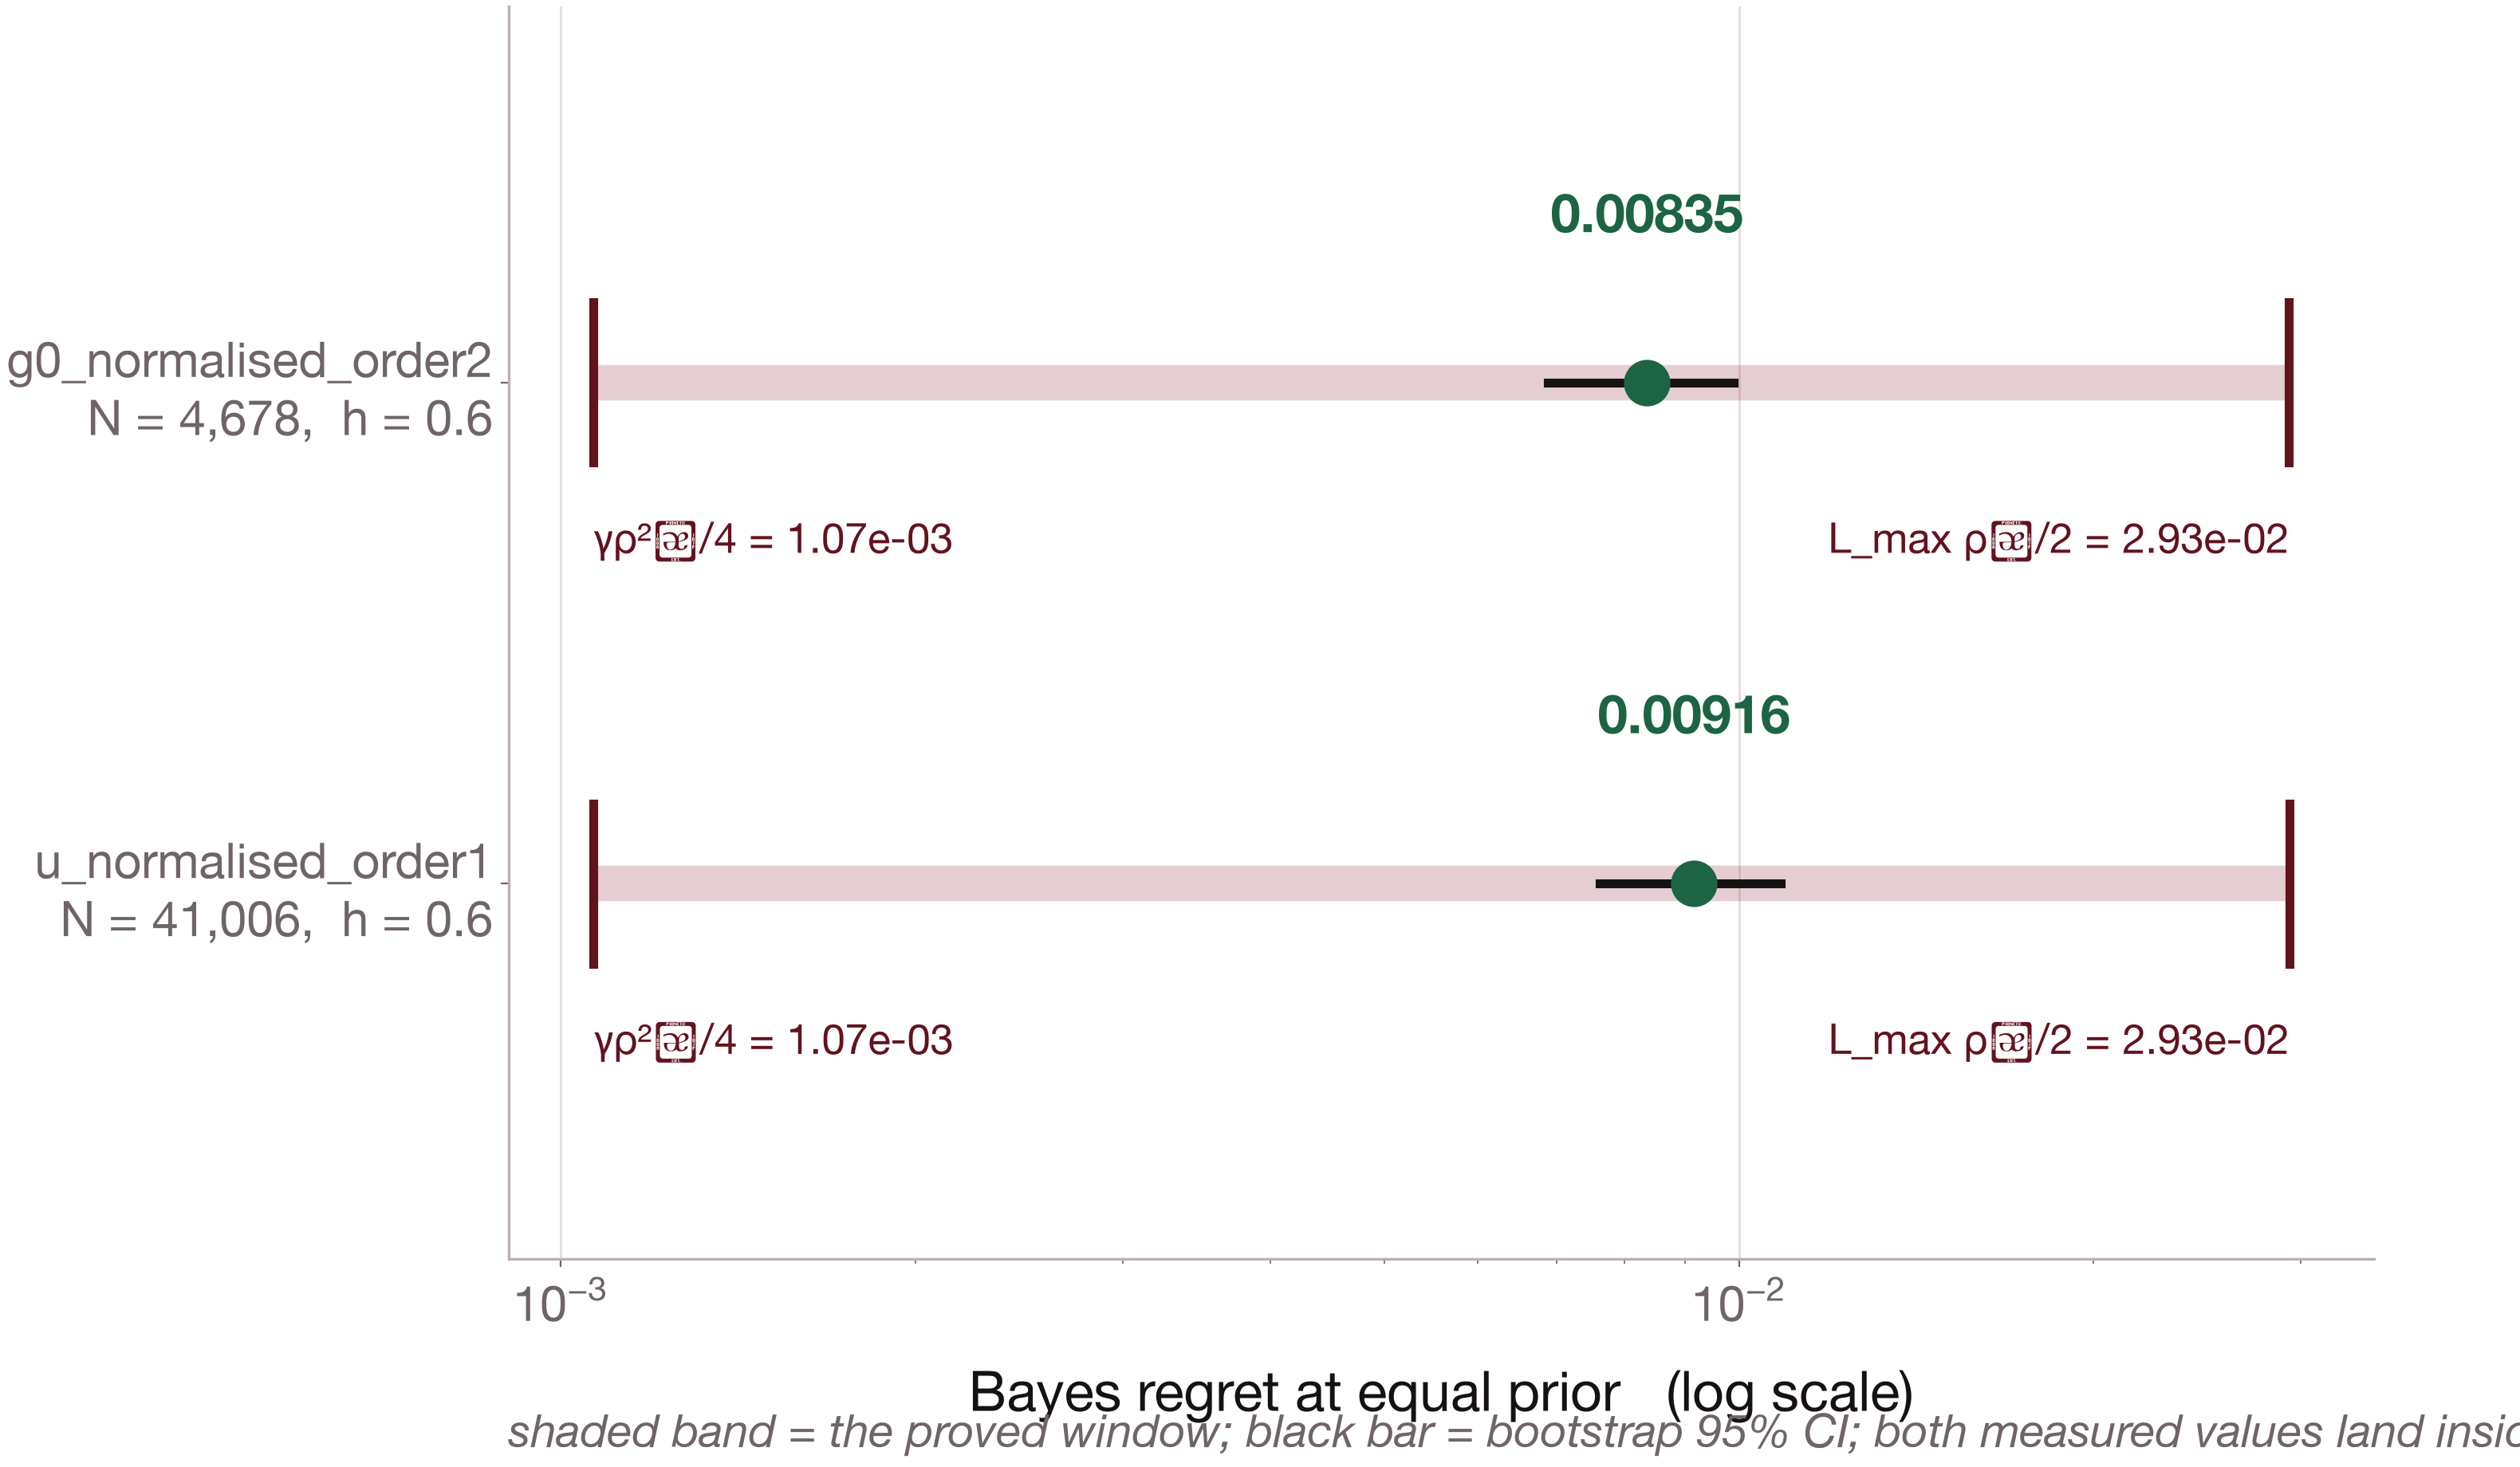 0.00835
g0_normalised_order2
N = 4,678, h = 0.6
γρ²/4 = 1.07e-03
L_max ρ/2 = 2.93e-02
0.00916
u_normalised_order1
N = 41,006, h = 0.6
γρ²/4 = 1.07e-03
L_max ρ/2 = 2.93e-02
10⁻³
10⁻²
Bayes regret at equal prior (log scale)
shaded band = the proved window; black bar = bootstrap 95% CI; both measured values land